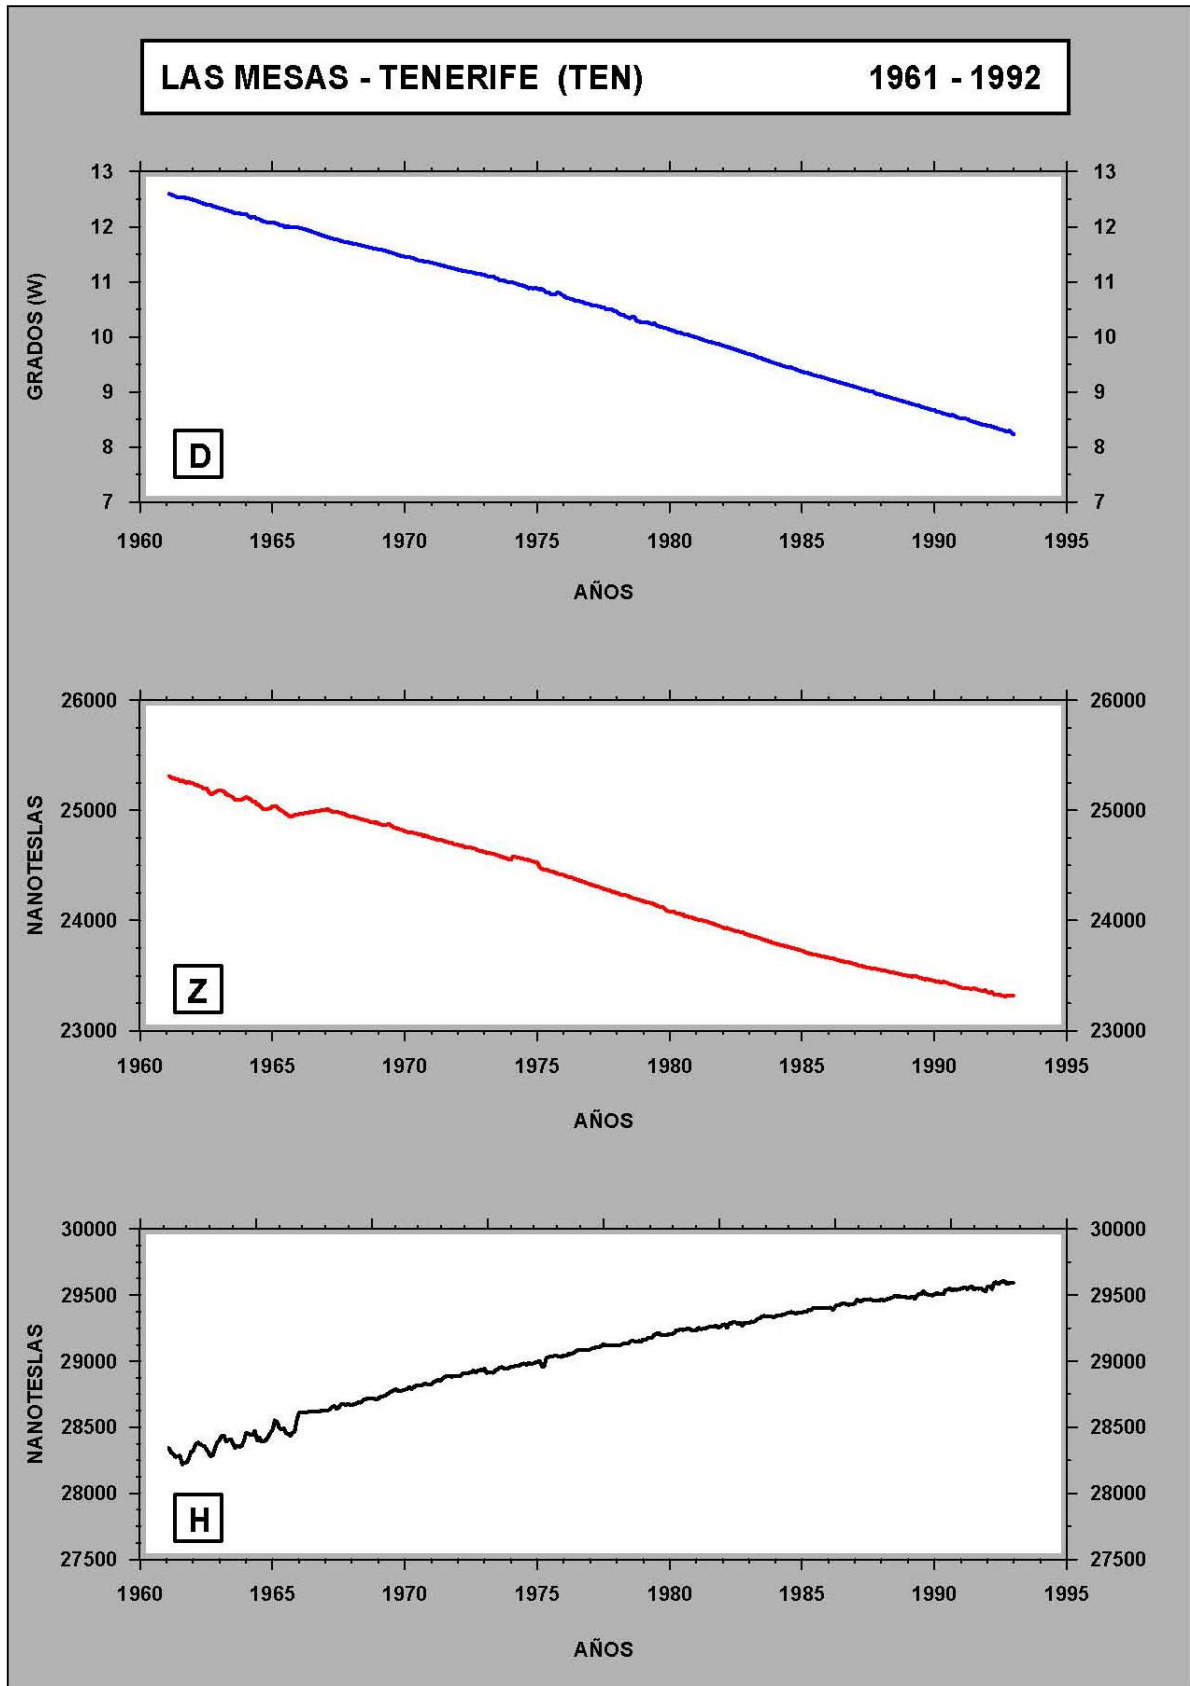 LAS MESAS - TENERIFE (TEN) 1961 - 1992
13 13
12 12
11 11
10 10
9 9
8 8
7 7
GRADOS (W)
D
1960 1965 1970 1975 1980 1985 1990 1995
AÑOS
26000 26000
25000 25000
24000 24000
23000 23000
NANOTESLAS
Z
1960 1965 1970 1975 1980 1985 1990 1995
AÑOS
30000 30000
29500 29500
29000 29000
28500 28500
28000 28000
27500 27500
NANOTESLAS
H
1960 1965 1970 1975 1980 1985 1990 1995
AÑOS